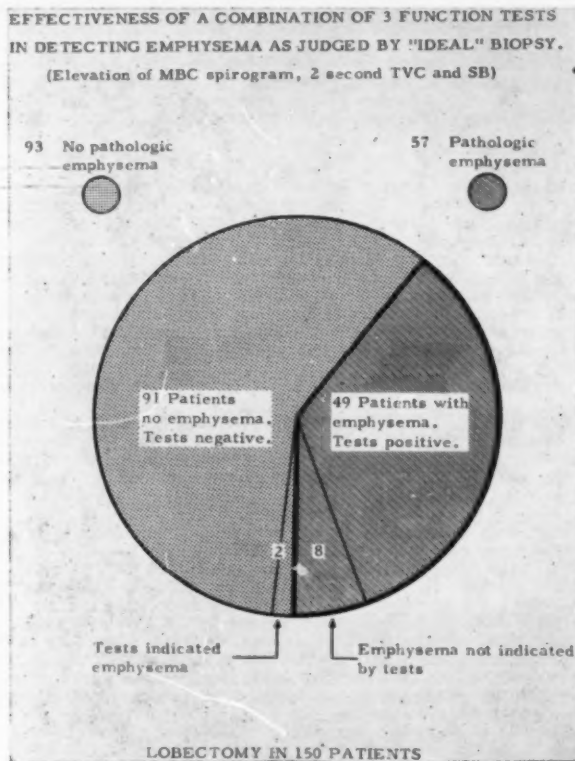 EFFECTIVENESS OF A COMBINATION OF 3 FUNCTION TESTS
IN DETECTING EMPHYSEMA AS JUDGED BY "IDEAL" BIOPSY.
(Elevation of MBC spirogram, 2 second TVC and SB)
93 No pathologic
emphysema
57 Pathologic
emphysema
91 Patients
no emphysema.
Tests negative.
49 Patients with
emphysema.
Tests positive.
2
8
Tests indicated
emphysema
Emphysema not indicated
by tests
LOBECTOMY IN 150 PATIENTS